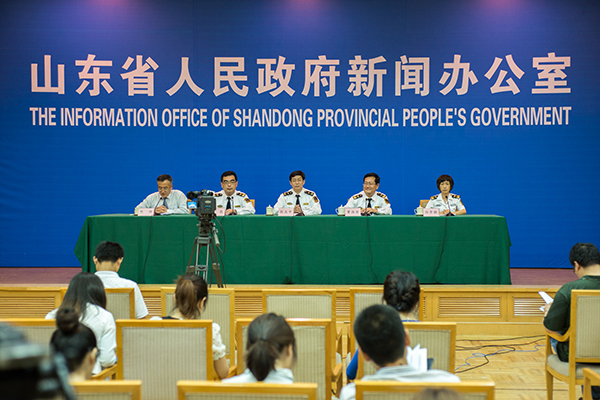 山东省人民政府新闻办公室
THE INFORMATION OFFICE OF SHANDONG PROVINCIAL PEOPLE'S GOVERNMENT